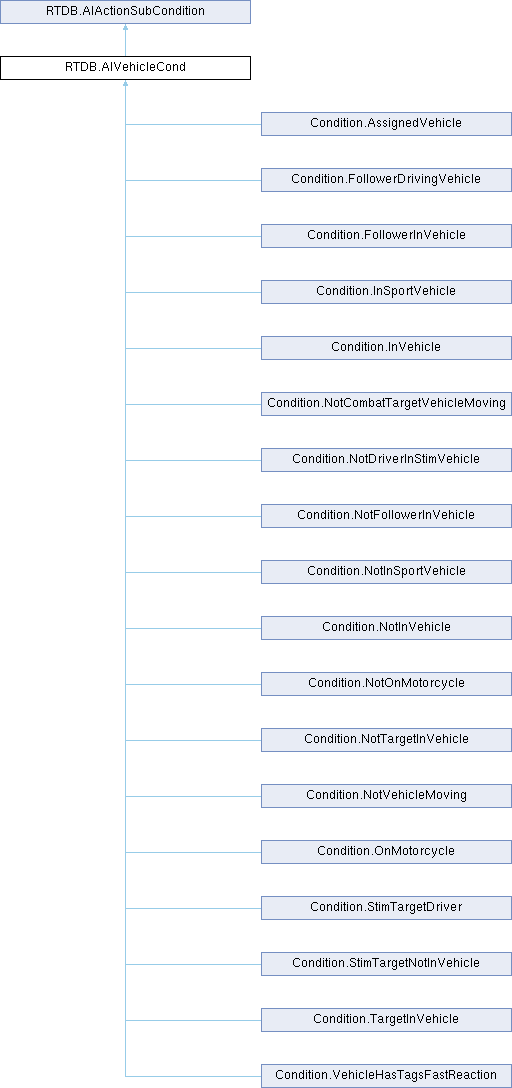 RTDB.AIActionSubCondition
RTDB.AIVehicleCond
Condition.AssignedVehicle
Condition.FollowerDrivingVehicle
Condition.FollowerInVehicle
Condition.InSportVehicle
Condition.InVehicle
Condition.NotCombatTargetVehicleMoving
Condition.NotDriverInStimVehicle
Condition.NotFollowerInVehicle
Condition.NotInSportVehicle
Condition.NotInVehicle
Condition.NotOnMotorcycle
Condition.NotTargetInVehicle
Condition.NotVehicleMoving
Condition.OnMotorcycle
Condition.StimTargetDriver
Condition.StimTargetNotInVehicle
Condition.TargetInVehicle
Condition.VehicleHasTagsFastReaction